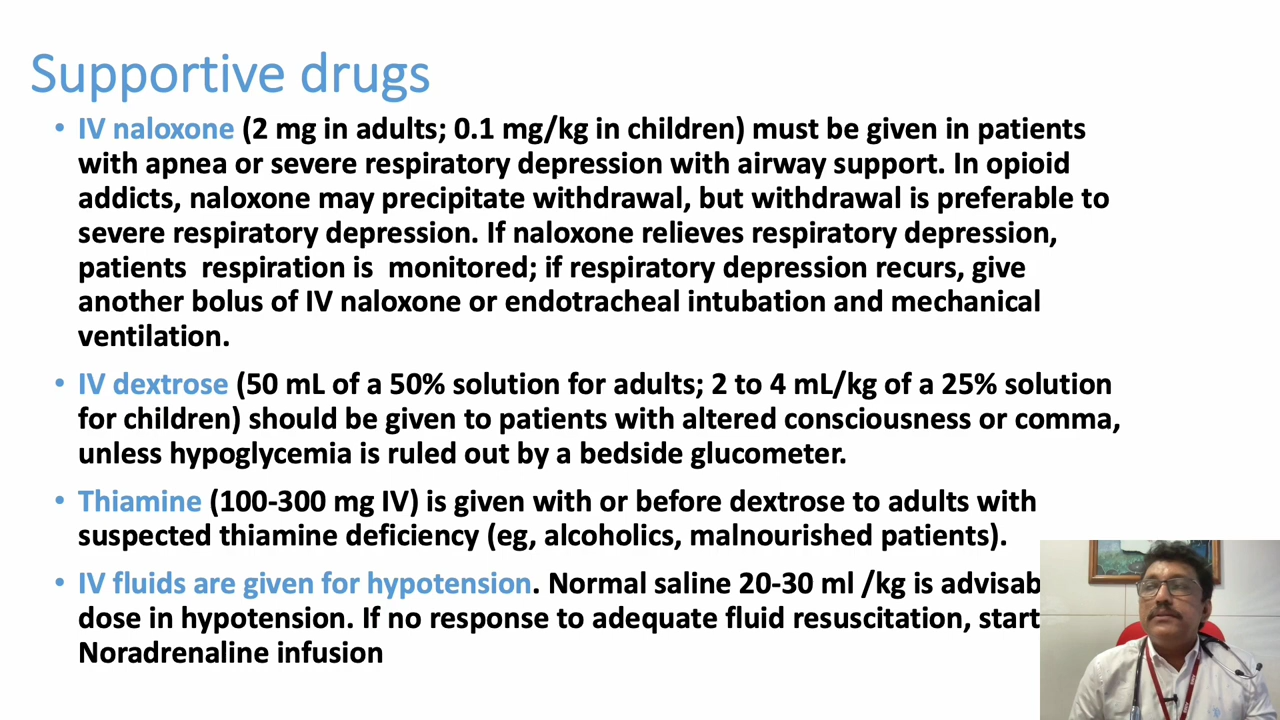 Supportive drugs
• IV naloxone (2 mg in adults; 0.1 mg/kg in children) must be given in patients
with apnea or severe respiratory depression with airway support. In opioid
addicts, naloxone may precipitate withdrawal, but withdrawal is preferable to
severe respiratory depression. If naloxone relieves respiratory depression,
patients respiration is monitored; if respiratory depression recurs, give
another bolus of IV naloxone or endotracheal intubation and mechanical
ventilation.
• IV dextrose (50 mL of a 50% solution for adults; 2 to 4 mL/kg of a 25% solution
for children) should be given to patients with altered consciousness or comma,
unless hypoglycemia is ruled out by a bedside glucometer.
• Thiamine (100-300 mg IV) is given with or before dextrose to adults with
suspected thiamine deficiency (eg, alcoholics, malnourished patients).
• IV fluids are given for hypotension. Normal saline 20-30 ml /kg is advisab
dose in hypotension. If no response to adequate fluid resuscitation, start
Noradrenaline infusion